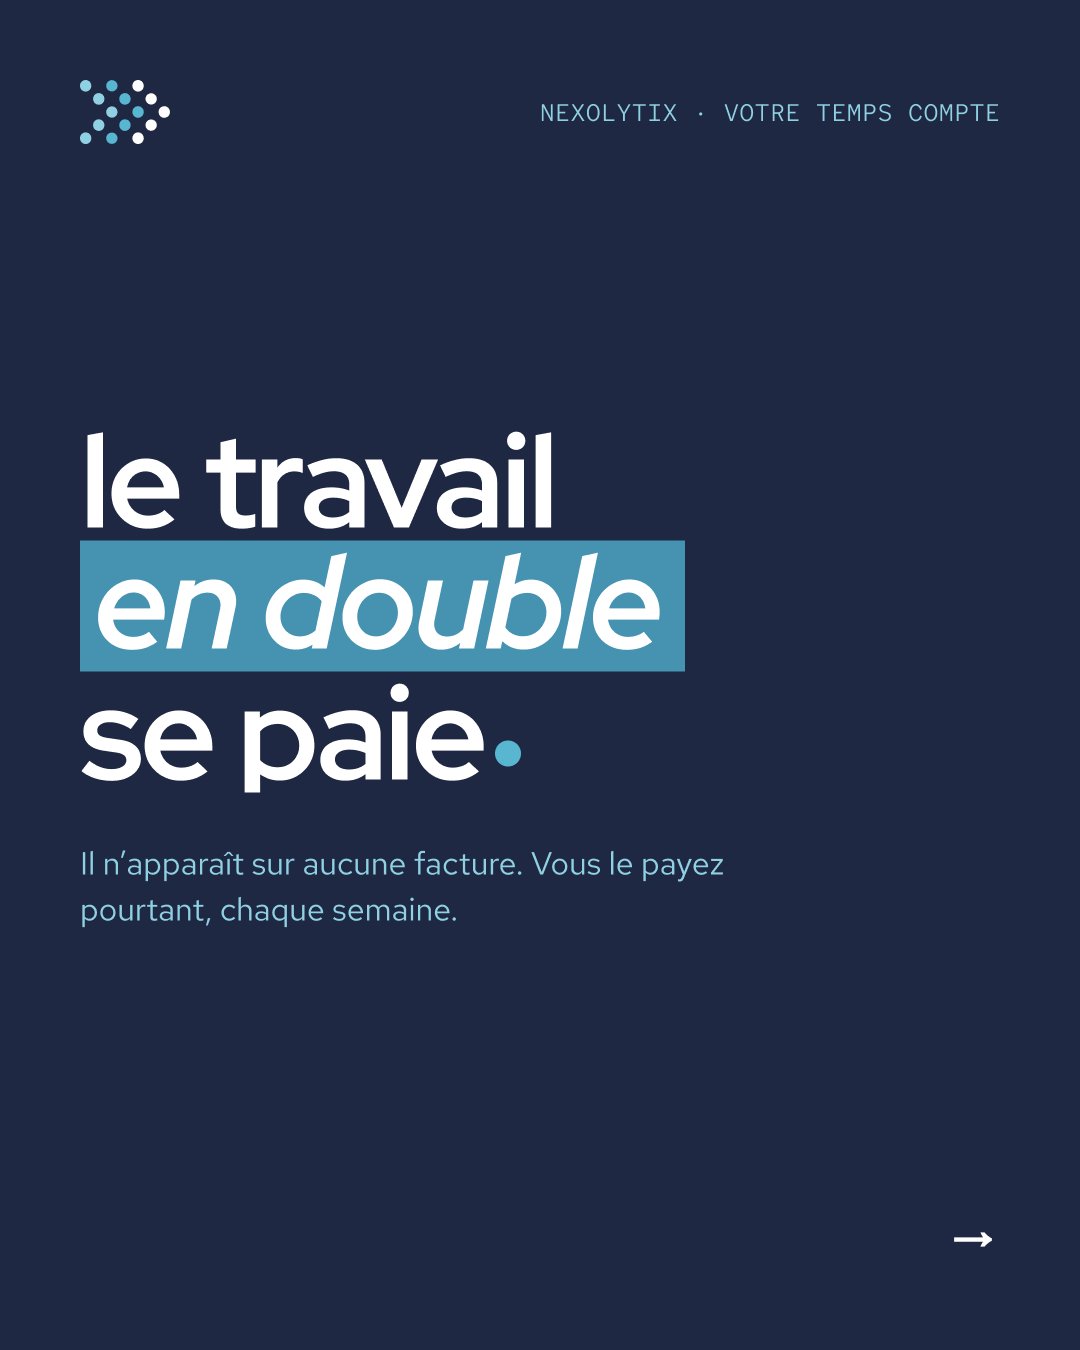 NEXOLYTIX · VOTRE TEMPS COMPTE
le travail
en double
se paie.
Il n’apparaît sur aucune facture. Vous le payez
pourtant, chaque semaine.
→